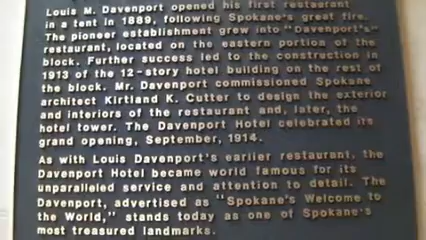 Louis M. Davenport opened his first restaurant
in a tent in 1889, following Spokane's great fire.
The pioneer establishment grew into "Davenport's"
restaurant, located on the eastern portion of the
block. Further success led to the construction in
1913 of the 12-story hotel building on the rest of
the block. Mr. Davenport commissioned Spokane
architect Kirtland K. Cutter to design the exterior
and interiors of the restaurant and, later, the
hotel tower. The Davenport Hotel celebrated its
grand opening, September, 1914.
As with Louis Davenport's earlier restaurant, the
Davenport Hotel became world famous for its
unparalleled service and attention to detail. The
Davenport, advertised as "Spokane's Welcome to
the World," stands today as one of Spokane's
most treasured landmarks.